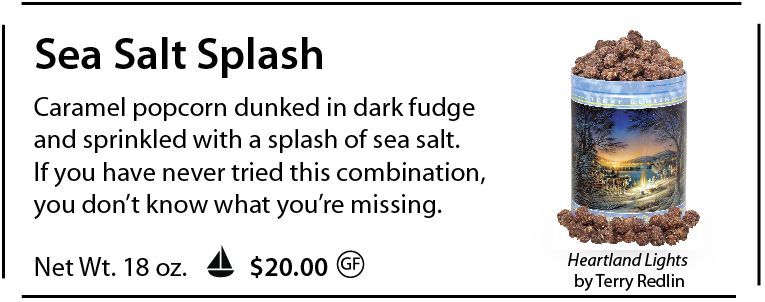 Sea Salt Splash
Caramel popcorn dunked in dark fudge
and sprinkled with a splash of sea salt.
If you have never tried this combination,
you don’t know what you’re missing.
Net Wt. 18 oz. $20.00 GF
TERRY REDLIN
Heartland Lights
by Terry Redlin